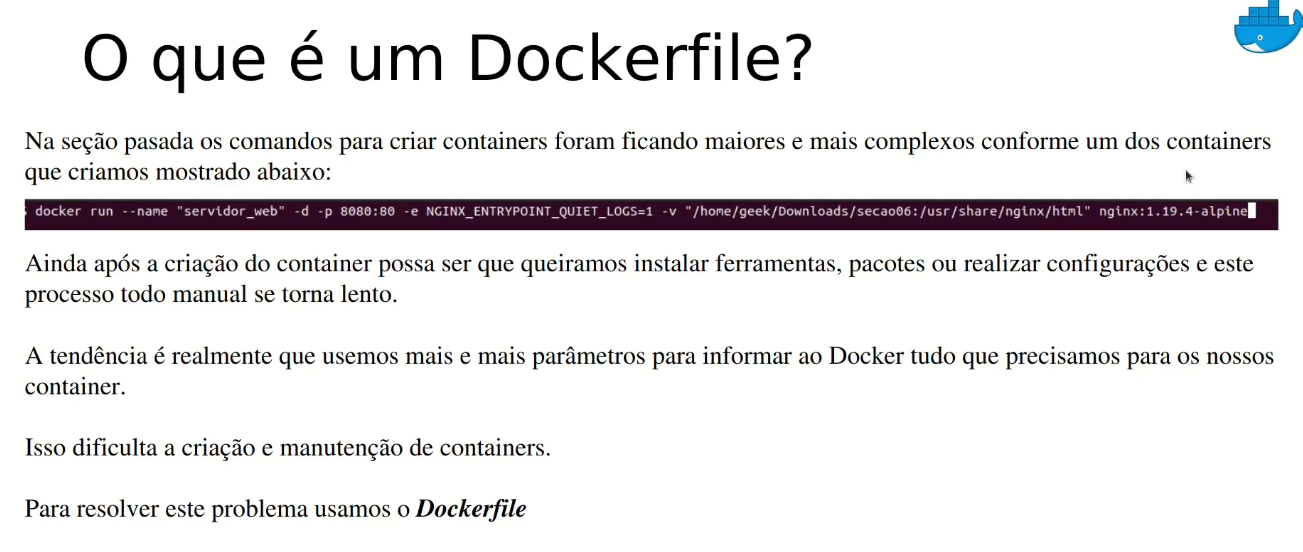 O que é um Dockerfile?
Na seção pasada os comandos para criar containers foram ficando maiores e mais complexos conforme um dos containers
que criamos mostrado abaixo:
docker run --name "servidor_web" -d -p 8080:80 -e NGINX_ENTRYPOINT_QUIET_LOGS=1 -v "/home/geek/Downloads/secao06:/usr/share/nginx/html" nginx:1.19.4-alpine
Ainda após a criação do container possa ser que queiramos instalar ferramentas, pacotes ou realizar configurações e este
processo todo manual se torna lento.
A tendência é realmente que usemos mais e mais parâmetros para informar ao Docker tudo que precisamos para os nossos
container.
Isso dificulta a criação e manutenção de containers.
Para resolver este problema usamos o Dockerfile